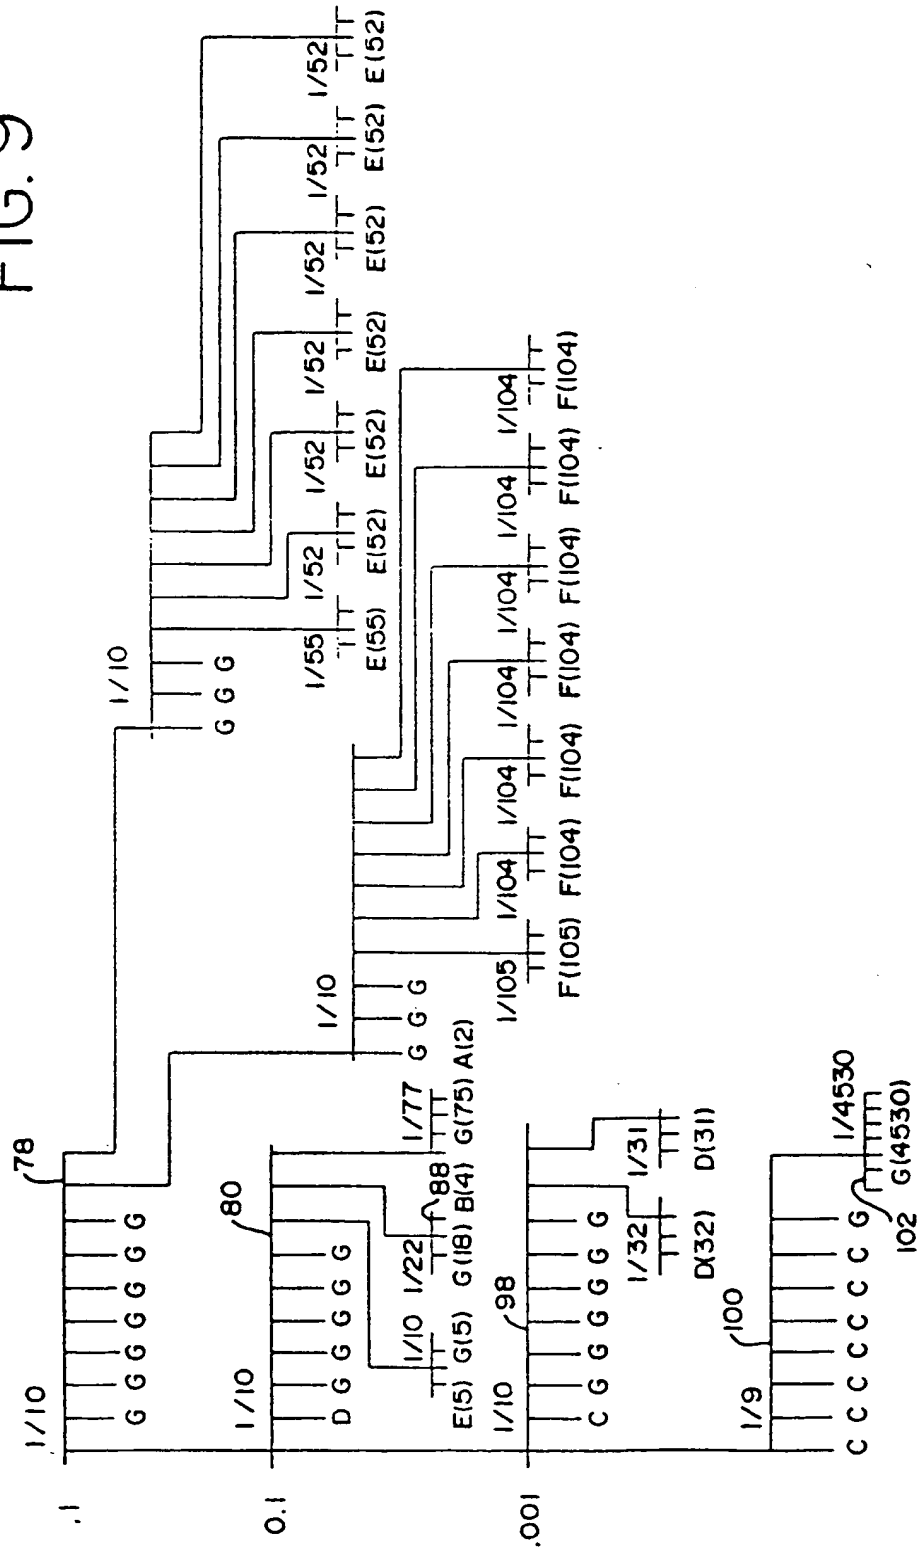 FIG. 9
.1
1/10
78
G G G G G G G
1/10
G G G
1/55 1/52 1/52 1/52 1/52 1/52 1/52
E(55) E(52) E(52) E(52) E(52) E(52) E(52)
0.1
1/10
80
D G G G G G
1/10 1/22 88 1/77
E(5) G(5) G(18) B(4) G(75) A(2)
1/10
G G G
1/105 1/104 1/104 1/104 1/104 1/104 1/104
F(105) F(104) F(104) F(104) F(104) F(104) F(104)
.001
1/10
98
C G G G G G G
1/32 1/31
D(32) D(31)
1/9
100
C C C C C C C G
102
1/4530
G(4530)